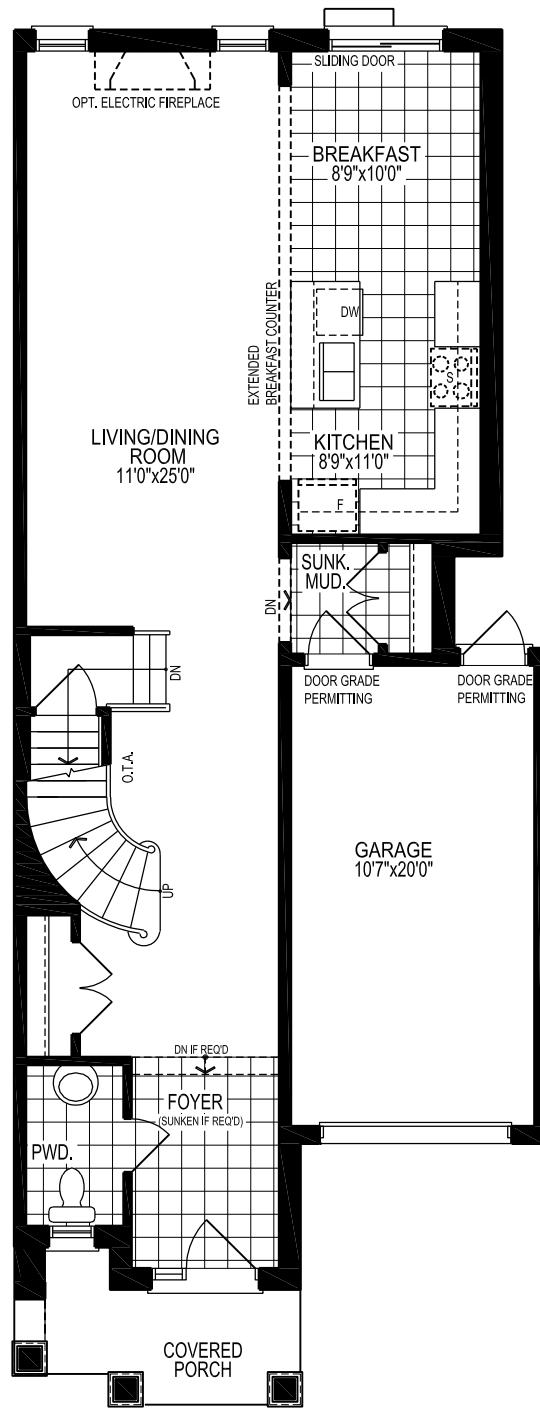 SLIDING DOOR
OPT. ELECTRIC FIREPLACE
BREAKFAST
8'9"x10'0"
DW
EXTENDED
BREAKFAST COUNTER
S
LIVING/DINING
ROOM
11'0"x25'0"
KITCHEN
8'9"x11'0"
F
SUNK.
MUD.
DN
DN
DOOR GRADE
PERMITTING
DOOR GRADE
PERMITTING
O.T.A.
UP
GARAGE
10'7"x20'0"
DN IF REQ'D
FOYER
(SUNKEN IF REQ'D)
PWD.
COVERED
PORCH